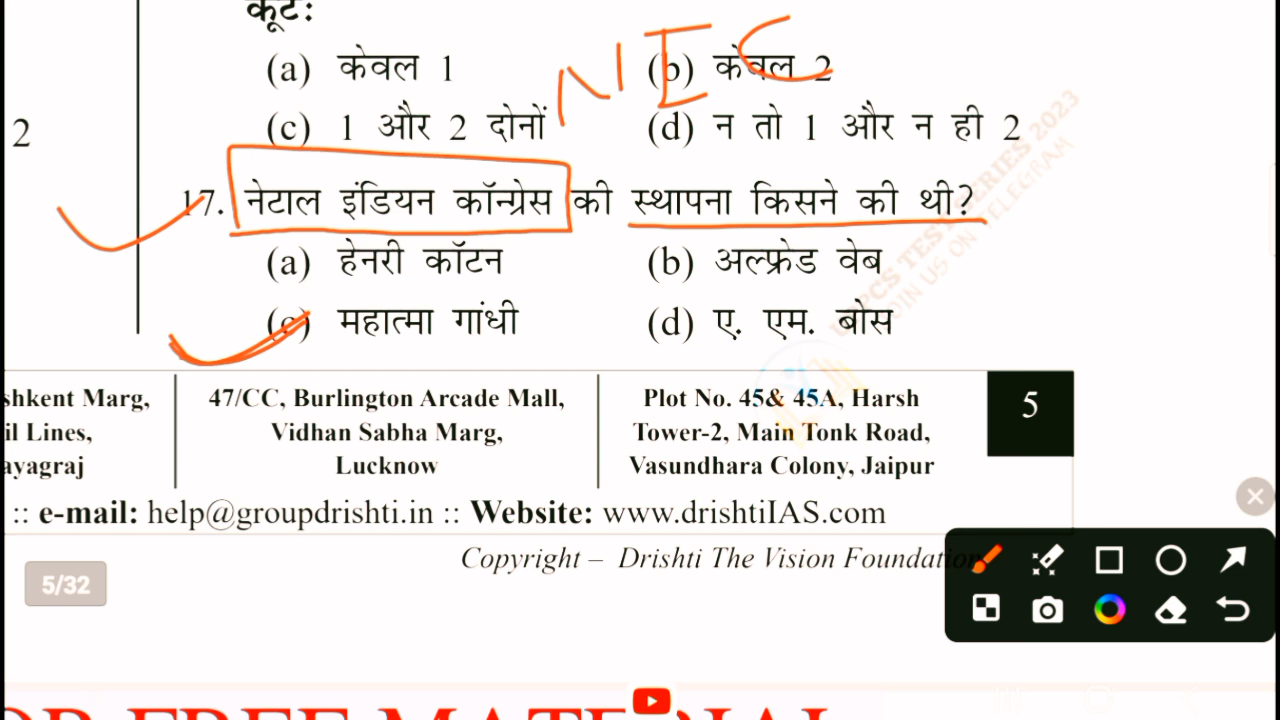 कूटः
(a) केवल 1 (b) केवल 2
(c) 1 और 2 दोनों (d) न तो 1 और न ही 2
NIC
2
17. नेटाल इंडियन कॉन्ग्रेस की स्थापना किसने की थी?
(a) हेनरी कॉटन (b) अल्फ्रेड वेब
(c) महात्मा गांधी (d) ए. एम. बोस
shkent Marg,
il Lines,
ayagraj
47/CC, Burlington Arcade Mall,
Vidhan Sabha Marg,
Lucknow
Plot No. 45& 45A, Harsh
Tower-2, Main Tonk Road,
Vasundhara Colony, Jaipur
5
:: e-mail: help@groupdrishti.in :: Website: www.drishtiIAS.com
Copyright – Drishti The Vision Foundation
5/32
OR FREE MATERIAL